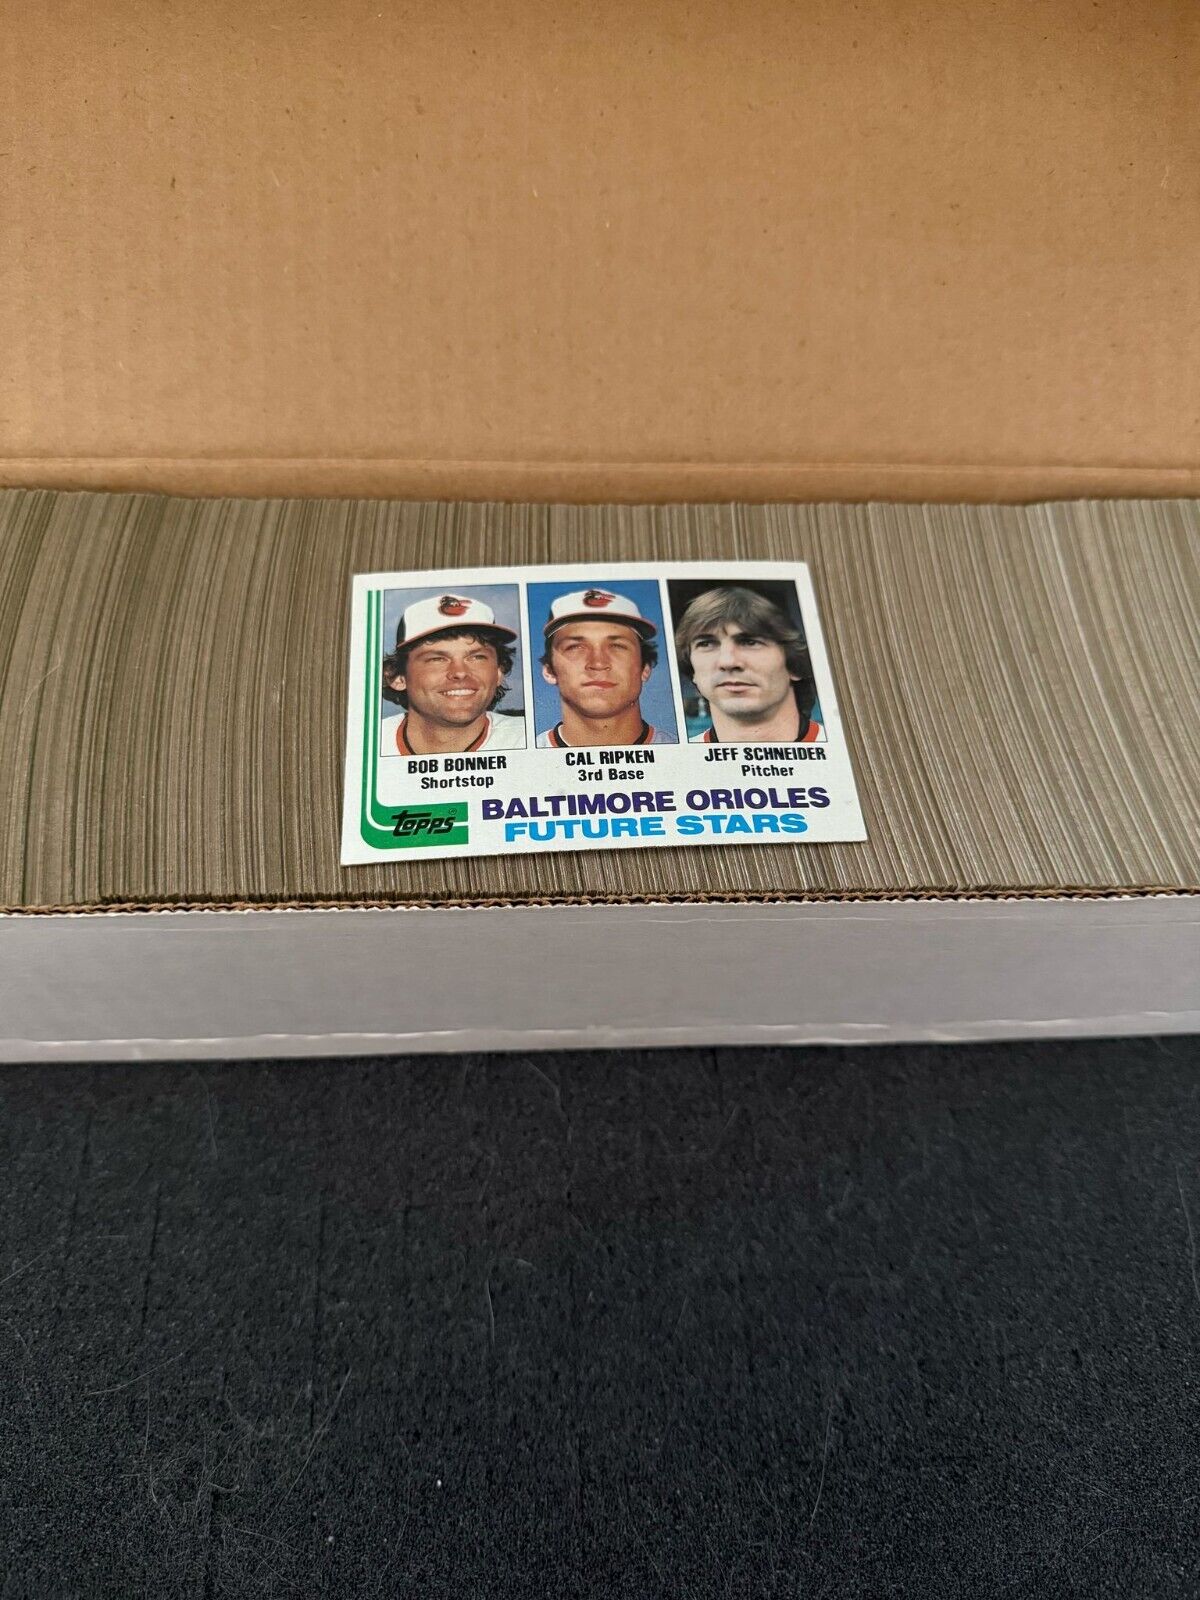 BOB BONNER
Shortstop
CAL RIPKEN
3rd Base
JEFF SCHNEIDER
Pitcher
Topps
BALTIMORE ORIOLES
FUTURE STARS